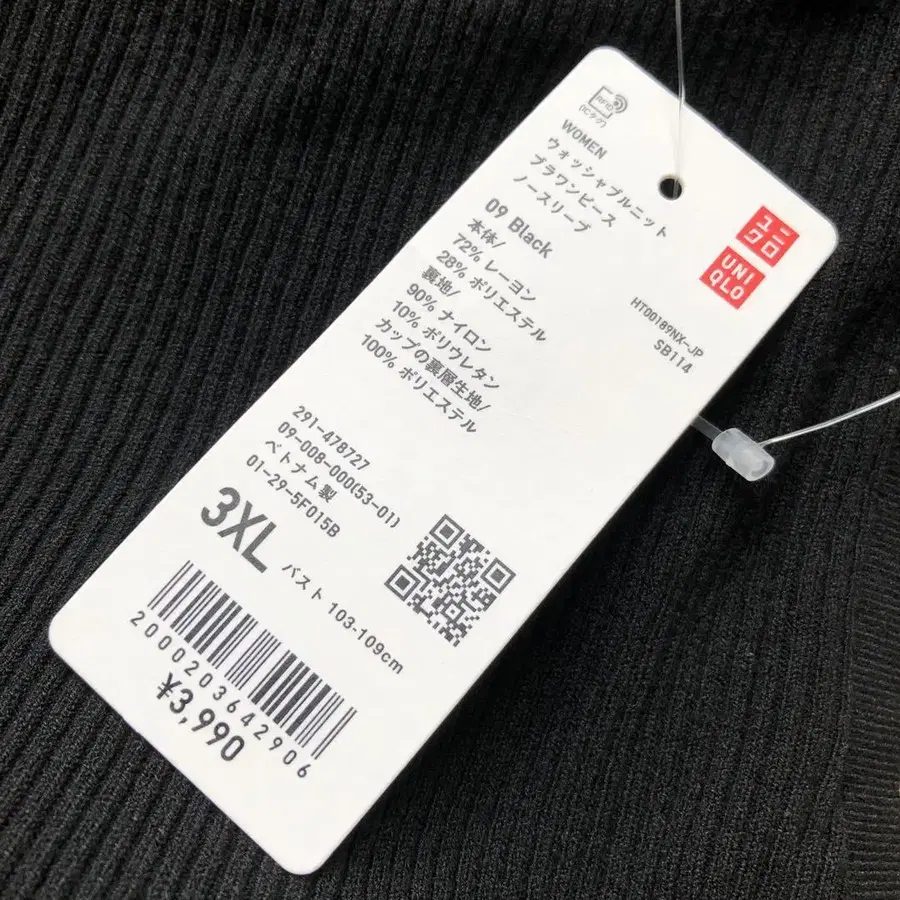 RFID
(ICタグ)
WOMEN
ウォッシャブルニット
ブラワンピース
ノースリーブ
09 Black
本体/
72% レーヨン
28% ポリエステル
裏地/
90% ナイロン
10% ポリウレタン
カップの裏層生地/
100% ポリエステル
ユニ
クロ
UNI
QLO
HT00189NX-JP
SB114
291-478727
09-008-000(53-01)
ベトナム製
01-29-5F015B
3XL
バスト 103-109cm
2000203642906
¥3,990